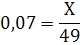 0,07 = X/49